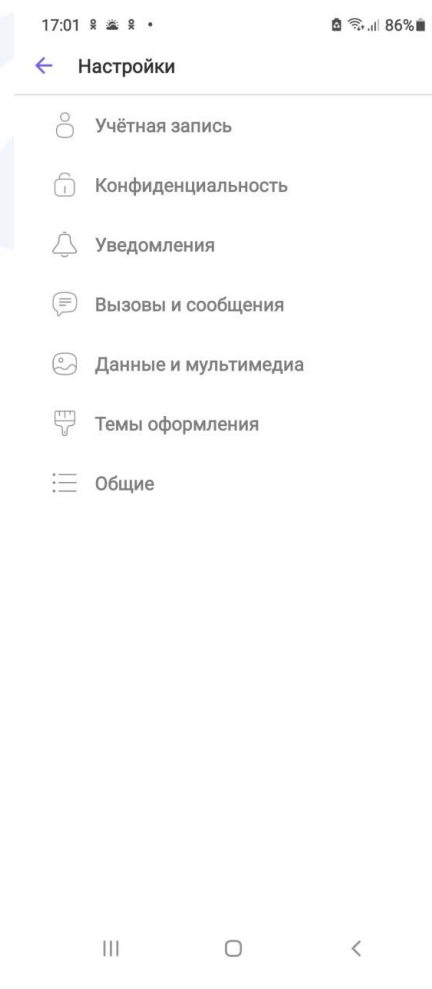 17:01 86%
Настройки
Учётная запись
Конфиденциальность
Уведомления
Вызовы и сообщения
Данные и мультимедиа
Темы оформления
Общие